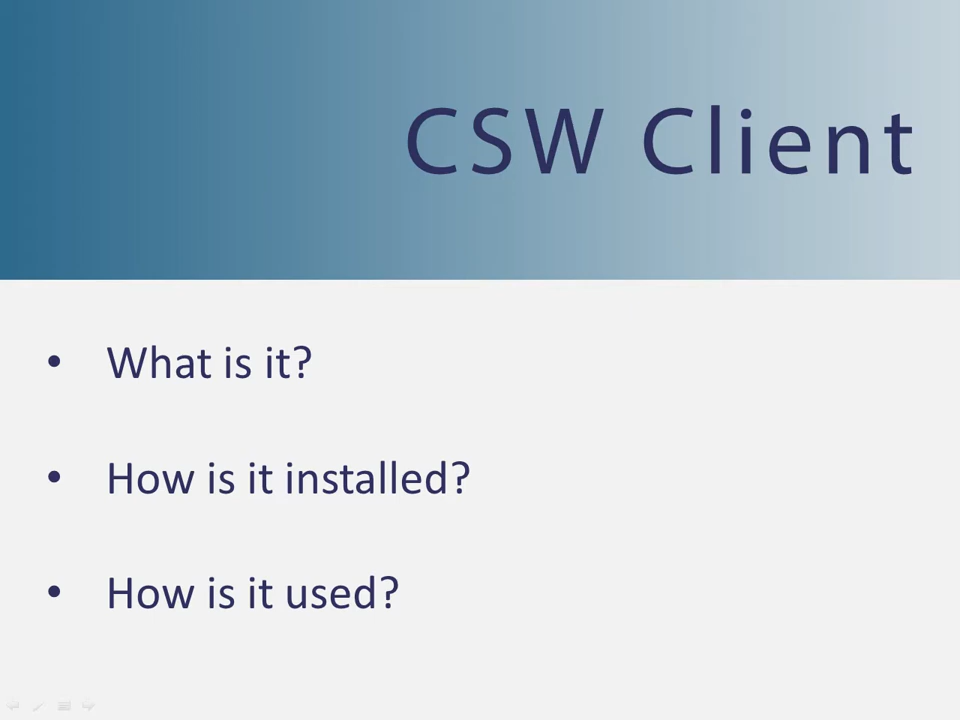 CSW Client
• What is it?
• How is it installed?
• How is it used?